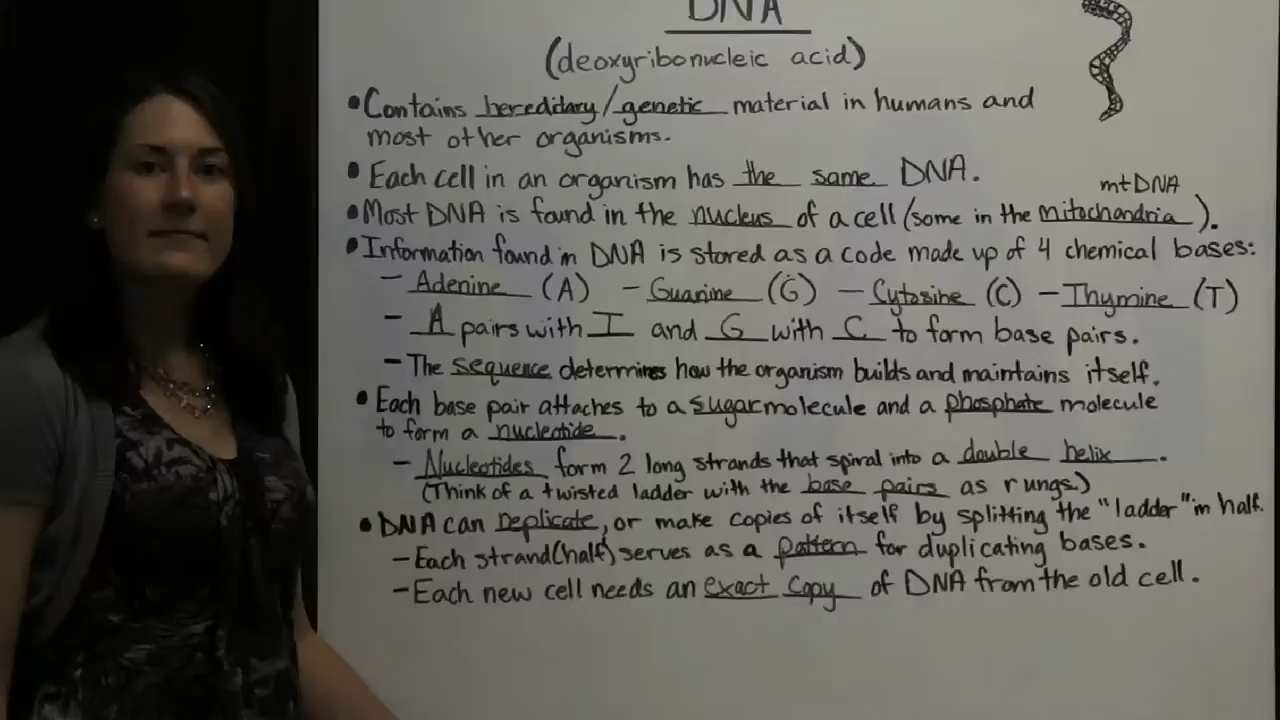 DNA
(deoxyribonucleic acid)
• Contains hereditary/genetic material in humans and
most other organisms.
• Each cell in an organism has the same DNA.
mtDNA
• Most DNA is found in the nucleus of a cell (some in the mitochandria).
• Information found in DNA is stored as a code made up of 4 chemical bases:
– Adenine (A) – Guanine (G) – Cytosine (C) – Thymine (T)
– A pairs with T and G with C to form base pairs.
– The sequence determines how the organism builds and maintains itself.
• Each base pair attaches to a sugar molecule and a phosphate molecule
to form a nucleotide.
– Nucleotides form 2 long strands that spiral into a double helix.
(Think of a twisted ladder with the base pairs as rungs.)
• DNA can replicate, or make copies of itself by splitting the "ladder" in half.
– Each strand (half) serves as a pattern for duplicating bases.
– Each new cell needs an exact copy of DNA from the old cell.